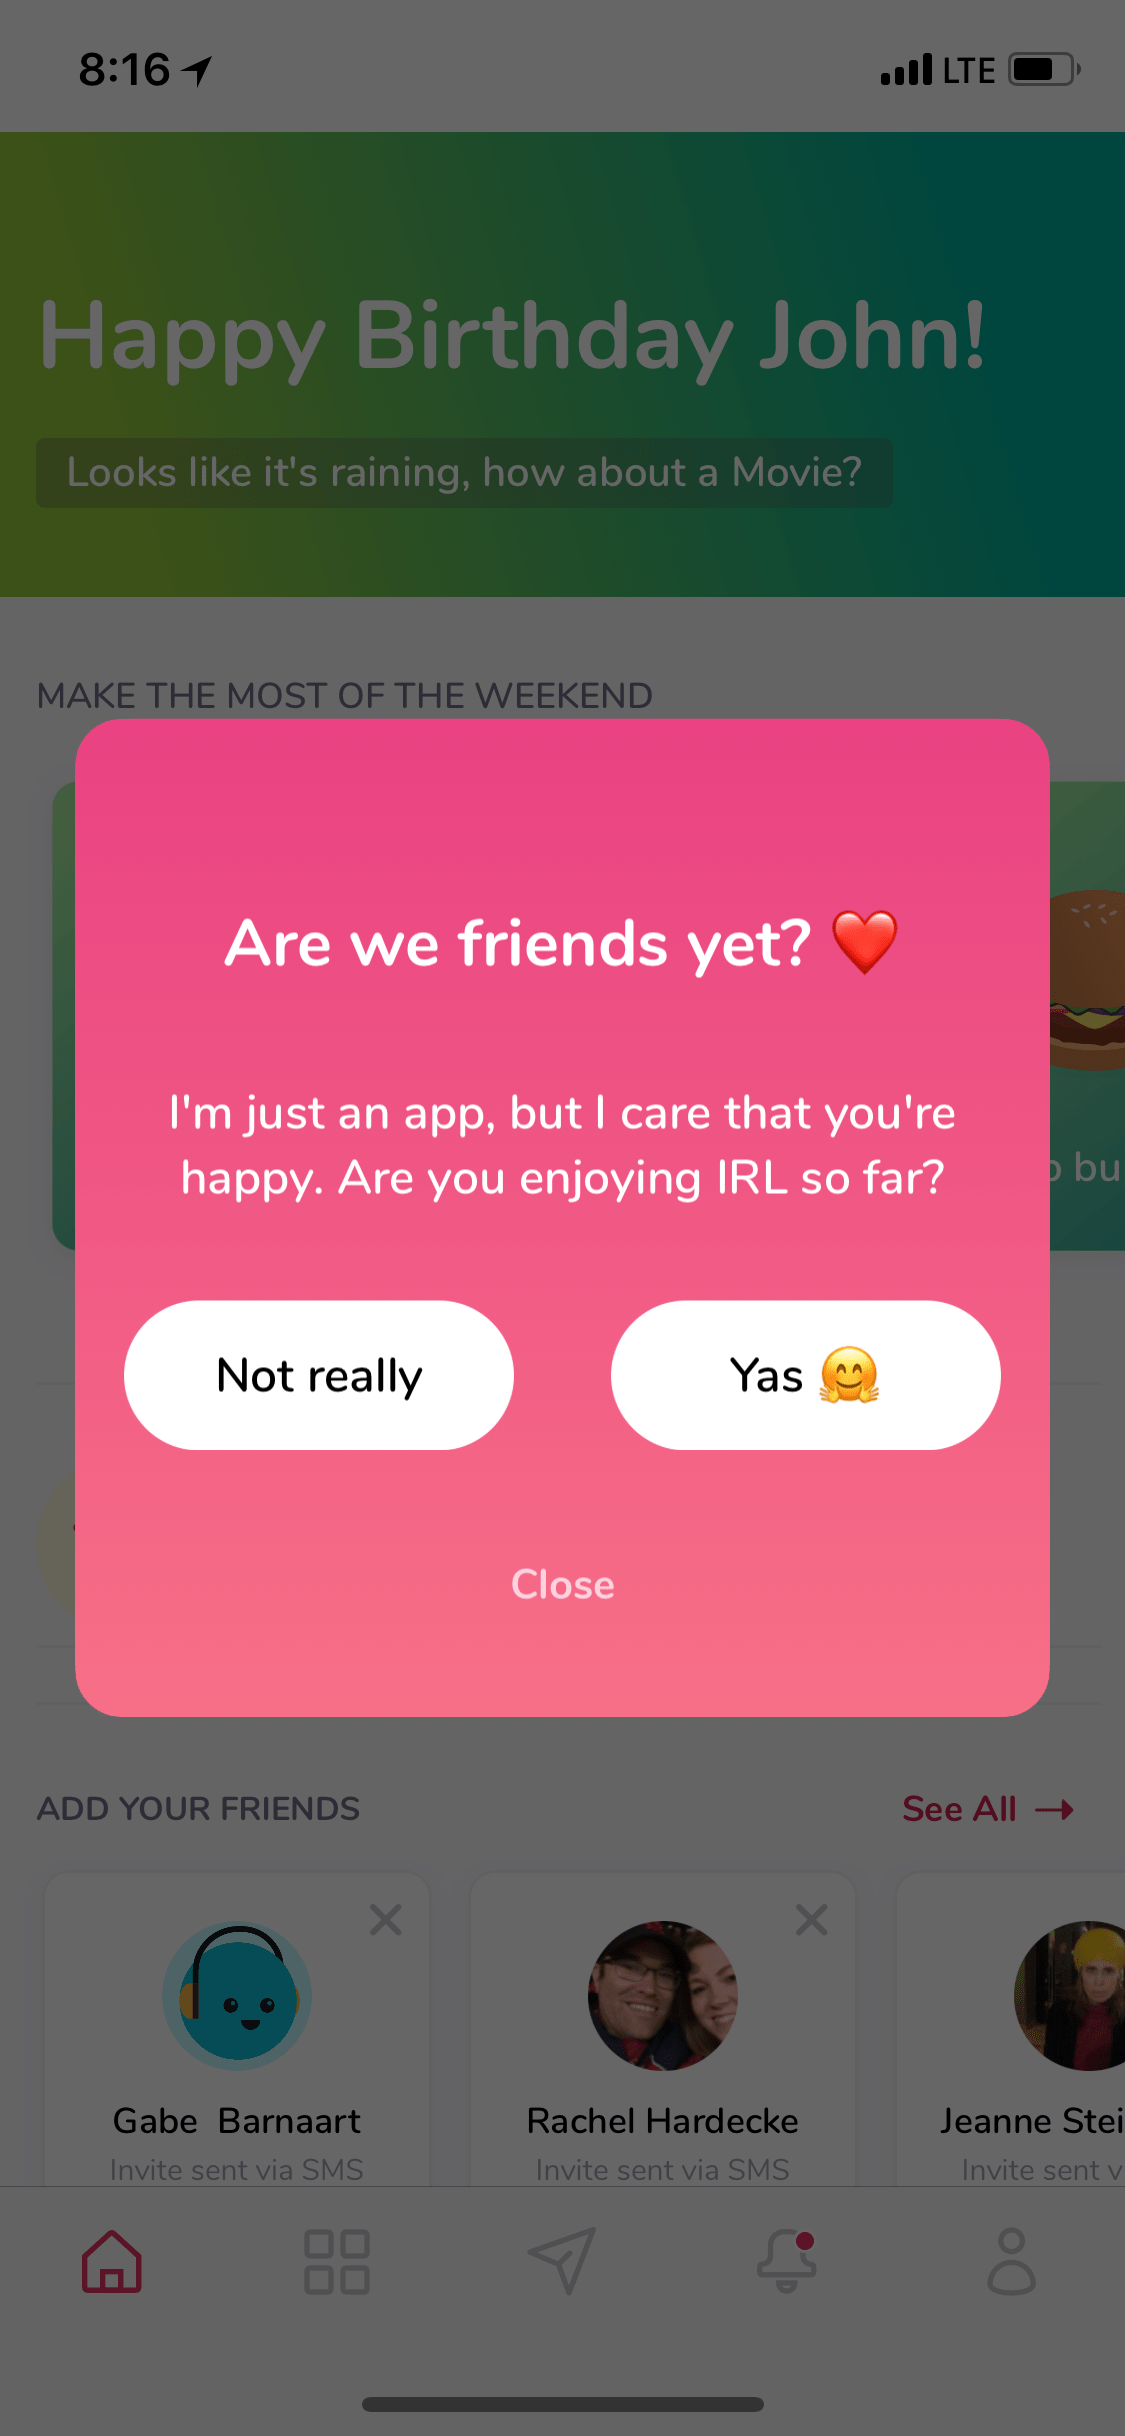 8:16
LTE
Happy Birthday John!
Looks like it's raining, how about a Movie?
MAKE THE MOST OF THE WEEKEND
Are we friends yet? ❤️
I'm just an app, but I care that you're
happy. Are you enjoying IRL so far?
Not really
Yas 🤗
Close
ADD YOUR FRIENDS
See All →
Gabe Barnaart
Rachel Hardecke
Jeanne Stei
Invite sent via SMS
Invite sent via SMS
Invite sent v